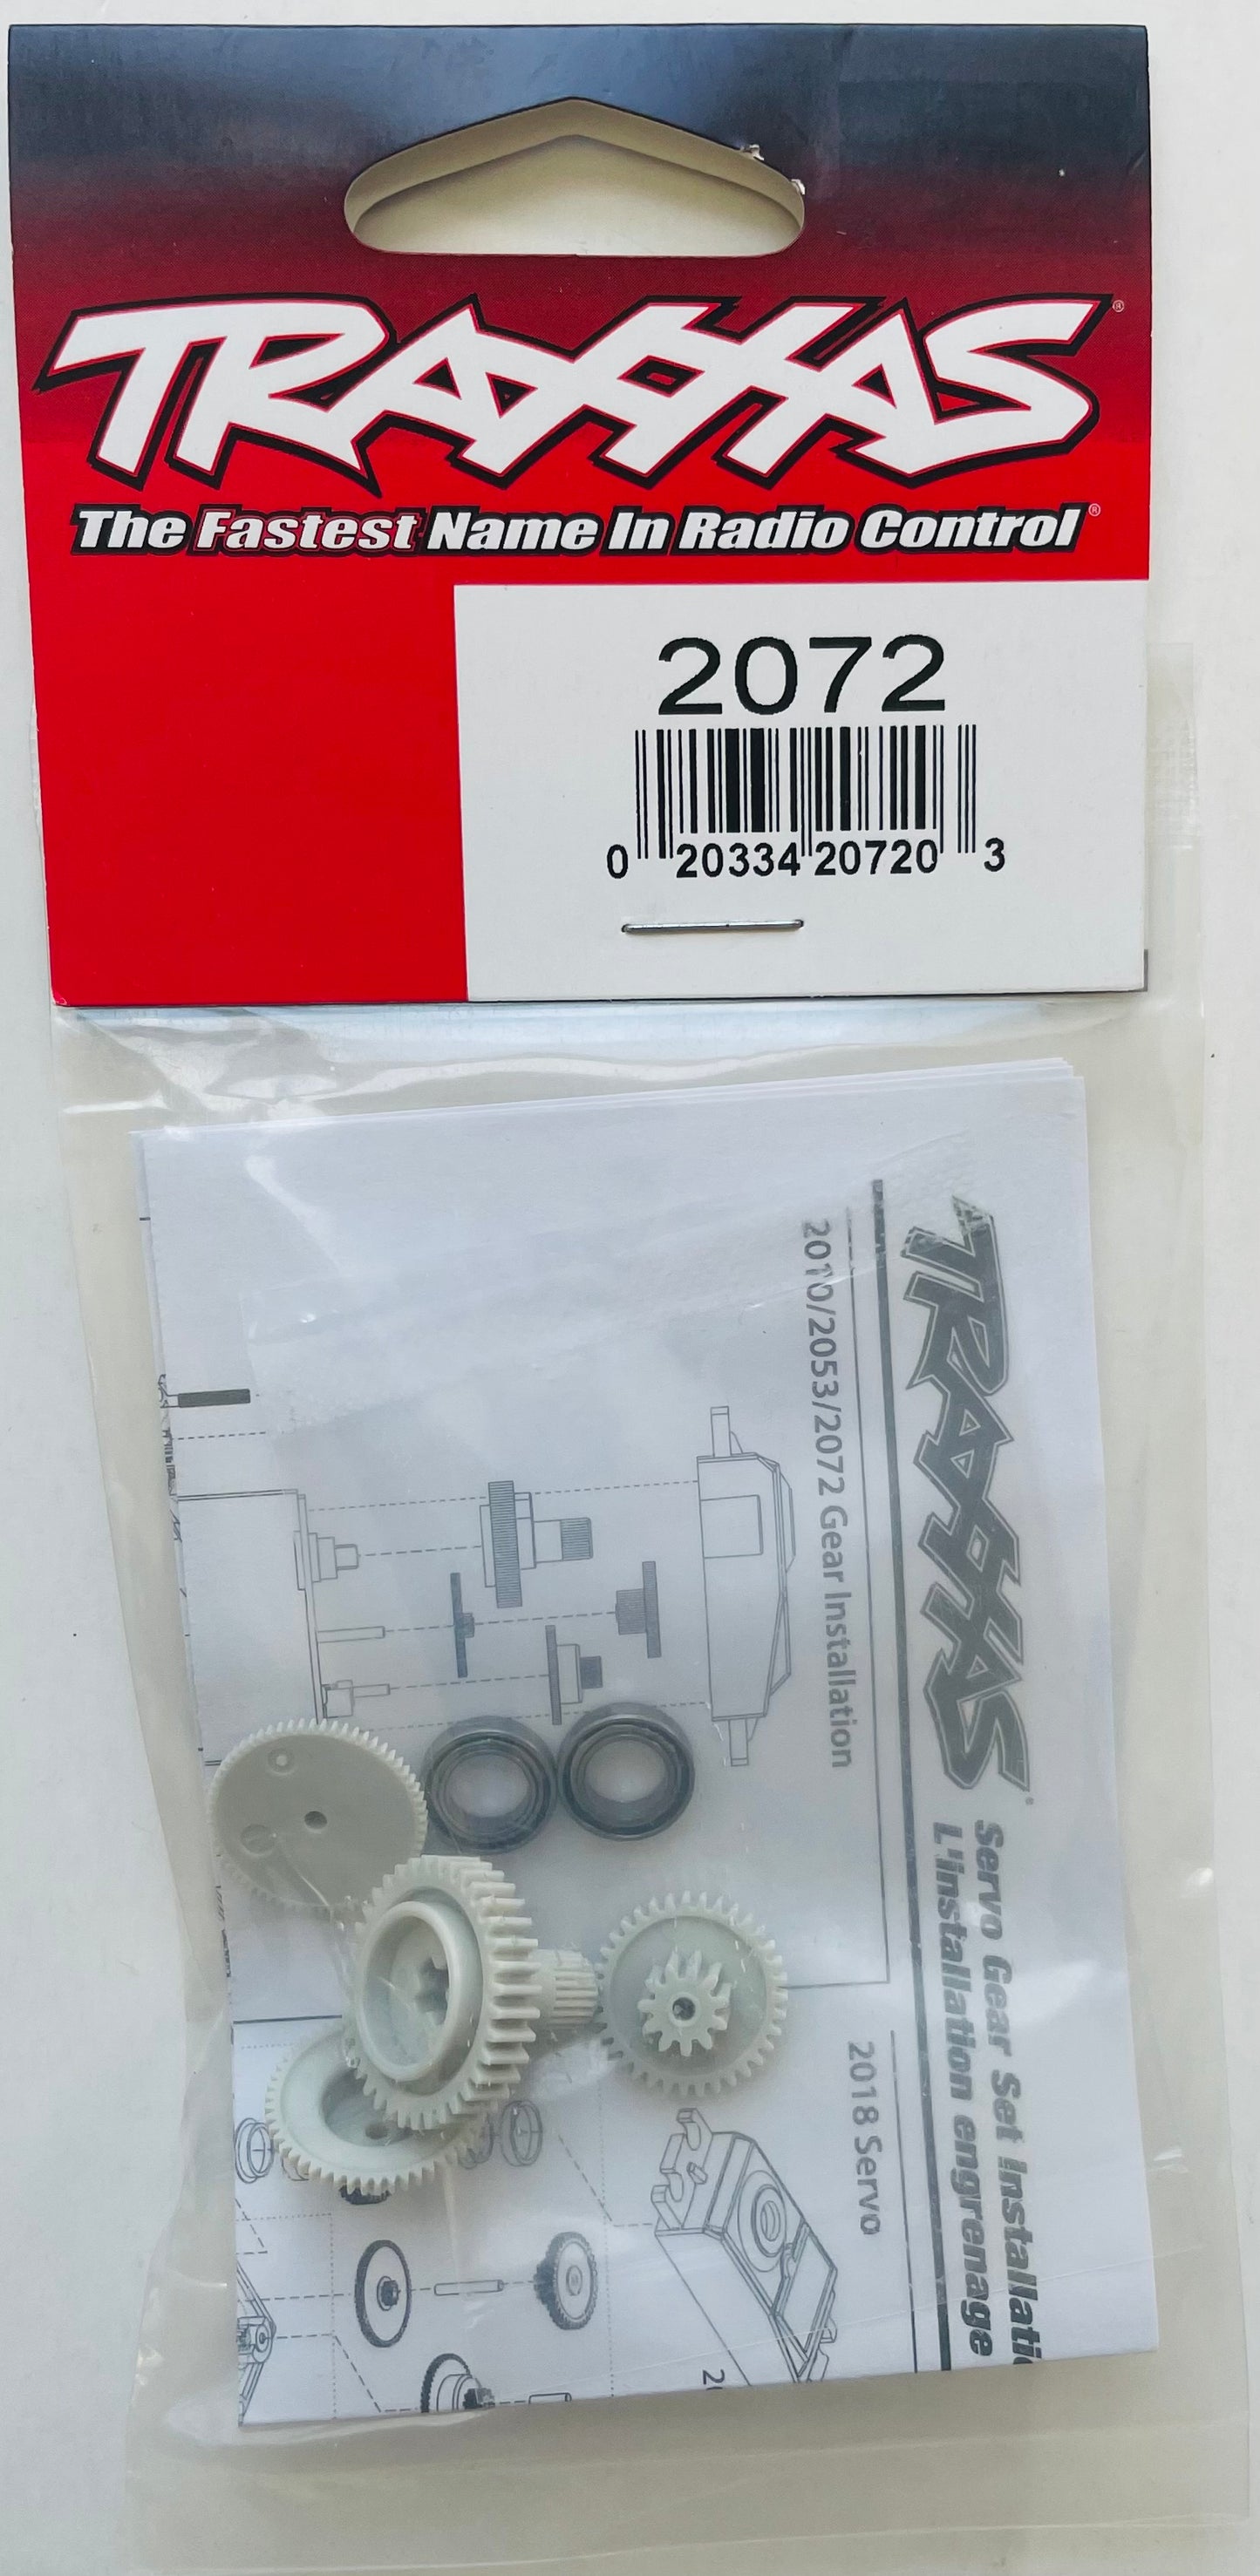 TRAXXAS®
The Fastest Name In Radio Control®
2072
0 20334 20720 3
TRAXXAS®
Servo Gear Set Installati
L'installation engrenage
2010/2053/2072 Gear Installation
2018 Servo